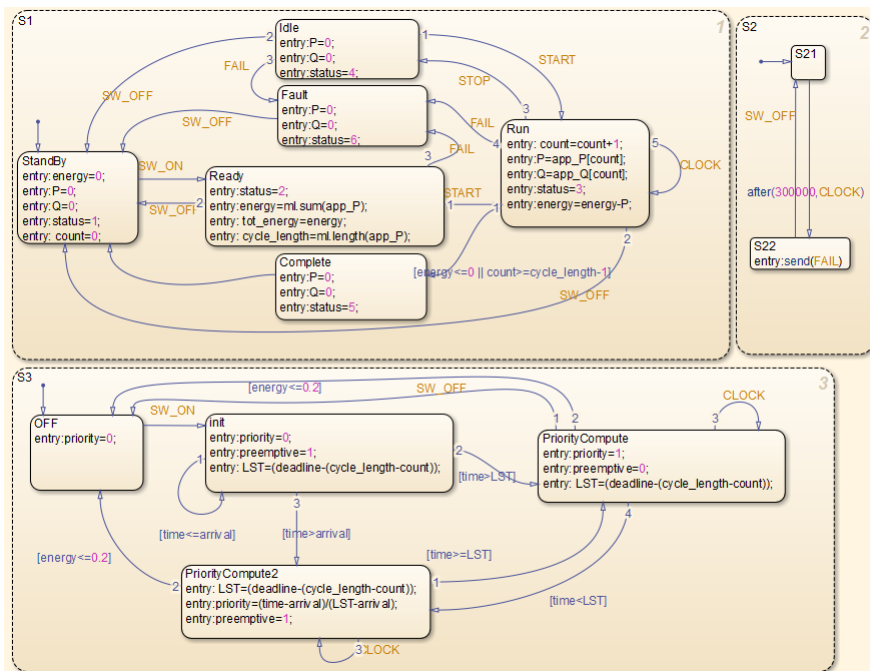 S1
1
Idle
entry:P=0;
entry:Q=0;
entry:status=4;
2
3
1
FAIL
START
STOP
SW_OFF
Fault
entry:P=0;
entry:Q=0;
entry:status=6;
SW_OFF
FAIL
FAIL
3
4
3
Run
entry: count=count+1;
entry:P=app_P[count];
entry:Q=app_Q[count];
entry:status=3;
entry:energy=energy-P;
5
CLOCK
StandBy
entry:energy=0;
entry:P=0;
entry:Q=0;
entry:status=1;
entry: count=0;
SW_ON
SW_OFF
2
Ready
entry:status=2;
entry:energy=ml.sum(app_P);
entry: tot_energy=energy;
entry: cycle_length=ml.length(app_P);
START
1
1
2
Complete
entry:P=0;
entry:Q=0;
entry:status=5;
[energy<=0 || count>=cycle_length-1]
SW_OFF
S2
2
S21
SW_OFF
after(300000,CLOCK)
S22
entry:send(FAIL)
S3
3
[energy<=0.2]
SW_OFF
CLOCK
OFF
entry:priority=0;
SW_ON
init
entry:priority=0;
entry:preemptive=1;
entry: LST=(deadline-(cycle_length-count));
1
2
3
[time>LST]
1
2
3
PriorityCompute
entry:priority=1;
entry:preemptive=0;
entry: LST=(deadline-(cycle_length-count));
4
[time<=arrival]
[time>arrival]
[energy<=0.2]
[time>=LST]
[time<LST]
PriorityCompute2
entry: LST=(deadline-(cycle_length-count));
entry:priority=(time-arrival)/(LST-arrival);
entry:preemptive=1;
2
1
3
CLOCK